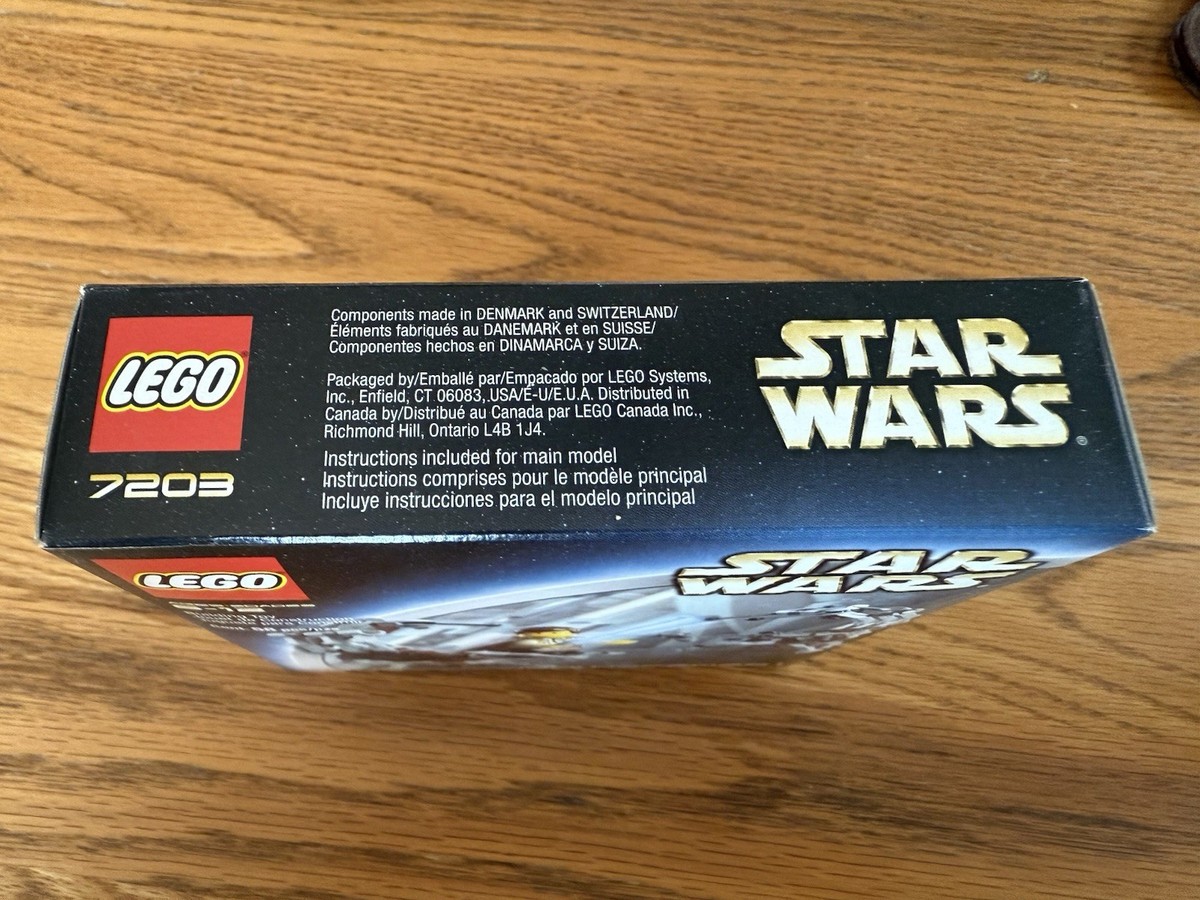 LEGO
7203
Components made in DENMARK and SWITZERLAND/
Éléments fabriqués au DANEMARK et en SUISSE/
Componentes hechos en DINAMARCA y SUIZA.
Packaged by/Emballé par/Empacado por LEGO Systems,
Inc., Enfield, CT 06083, USA/É-U/E.U.A. Distributed in
Canada by/Distribué au Canada par LEGO Canada Inc.,
Richmond Hill, Ontario L4B 1J4.
Instructions included for main model
Instructions comprises pour le modèle principal
Incluye instrucciones para el modelo principal
STAR
WARS®
LEGO
STAR
WARS